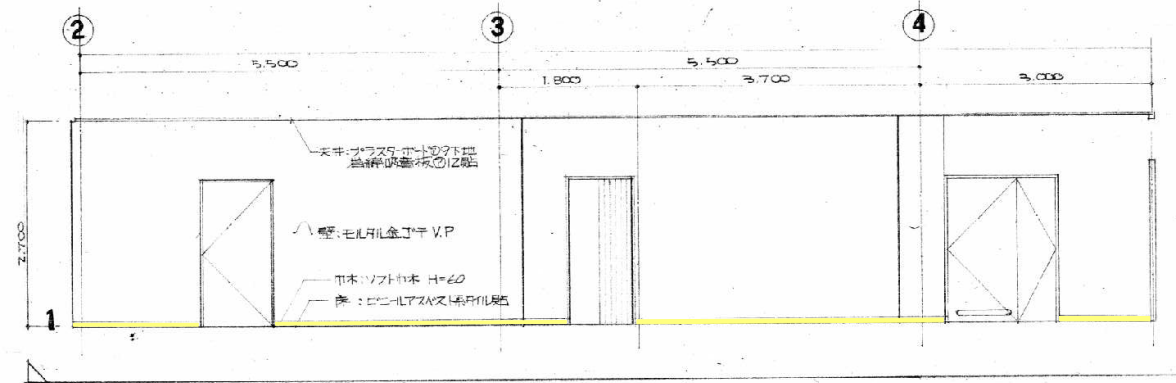 2
3
4
5.500
5.500
1.800
3.700
3.000
天井:プラスターボード⑦9下地
岩綿吸音板⑦12貼
2.700
壁:モルタル金ゴテ V.P
巾木:ソフト巾木 H=60
床:ビニールアスベスト系タイル貼
1